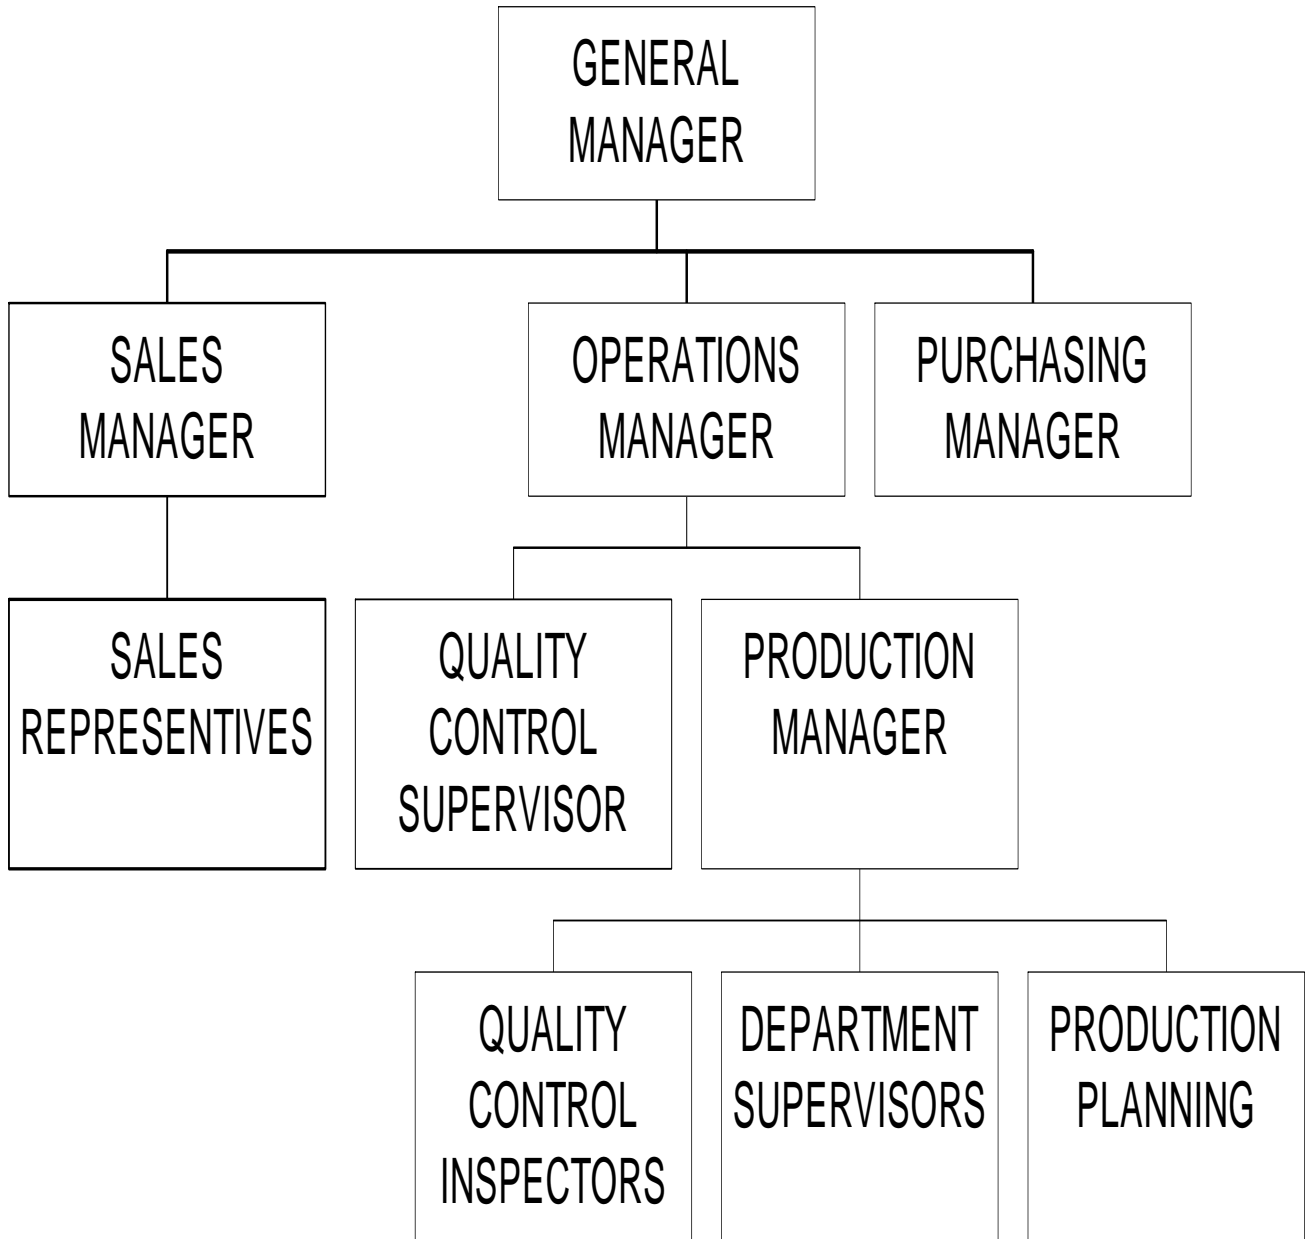 GENERAL
MANAGER
SALES
MANAGER
OPERATIONS
MANAGER
PURCHASING
MANAGER
SALES
REPRESENTIVES
QUALITY
CONTROL
SUPERVISOR
PRODUCTION
MANAGER
QUALITY
CONTROL
INSPECTORS
DEPARTMENT
SUPERVISORS
PRODUCTION
PLANNING